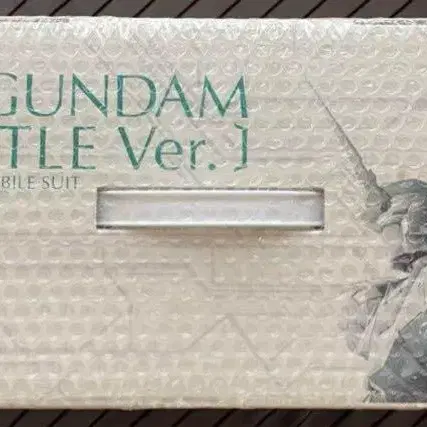 GUNDAM
TLE Ver. ]
BILE SUIT